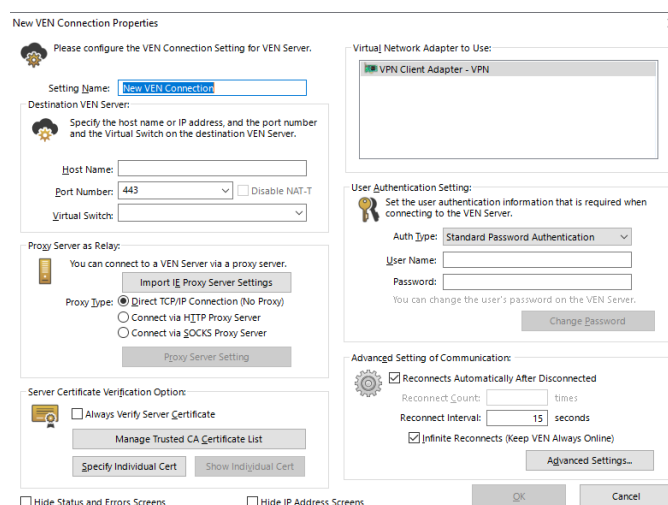 New VEN Connection Properties
Please configure the VEN Connection Setting for VEN Server.
Setting Name: New VEN Connection
Destination VEN Server:
Specify the host name or IP address, and the port number
and the Virtual Switch on the destination VEN Server.
Host Name:
Port Number: 443 Disable NAT-T
Virtual Switch:
Proxy Server as Relay:
You can connect to a VEN Server via a proxy server.
Import IE Proxy Server Settings
Proxy Type: Direct TCP/IP Connection (No Proxy)
Connect via HTTP Proxy Server
Connect via SOCKS Proxy Server
Proxy Server Setting
Server Certificate Verification Option:
Always Verify Server Certificate
Manage Trusted CA Certificate List
Specify Individual Cert Show Individual Cert
Hide Status and Errors Screens Hide IP Address Screens
Virtual Network Adapter to Use:
VPN Client Adapter - VPN
User Authentication Setting:
Set the user authentication information that is required when
connecting to the VEN Server.
Auth Type: Standard Password Authentication
User Name:
Password:
You can change the user's password on the VEN Server.
Change Password
Advanced Setting of Communication:
Reconnects Automatically After Disconnected
Reconnect Count: times
Reconnect Interval: 15 seconds
Infinite Reconnects (Keep VEN Always Online)
Advanced Settings...
OK Cancel